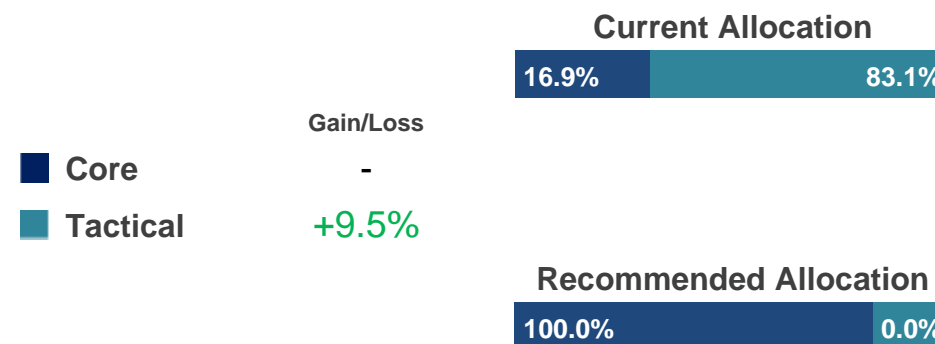 Current Allocation
16.9% 83.1%
Gain/Loss
Core -
Tactical +9.5%
Recommended Allocation
100.0% 0.0%